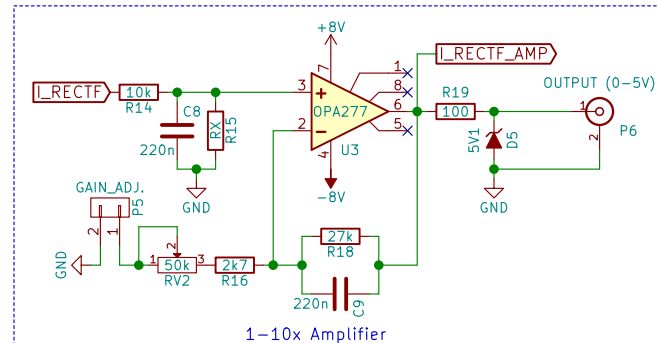 +8V
I_RECTF_AMP
I_RECTF
10k
R14
C8
220n
RX
R15
GND
3
2
7
4
OPA277
U3
1
8
6
5
-8V
R19
100
5V1
D5
GND
OUTPUT (0-5V)
1
2
P6
GAIN_ADJ.
P5
2
1
GND
1
2
3
50k
RV2
2k7
R16
27k
R18
220n
C9
1-10x Amplifier